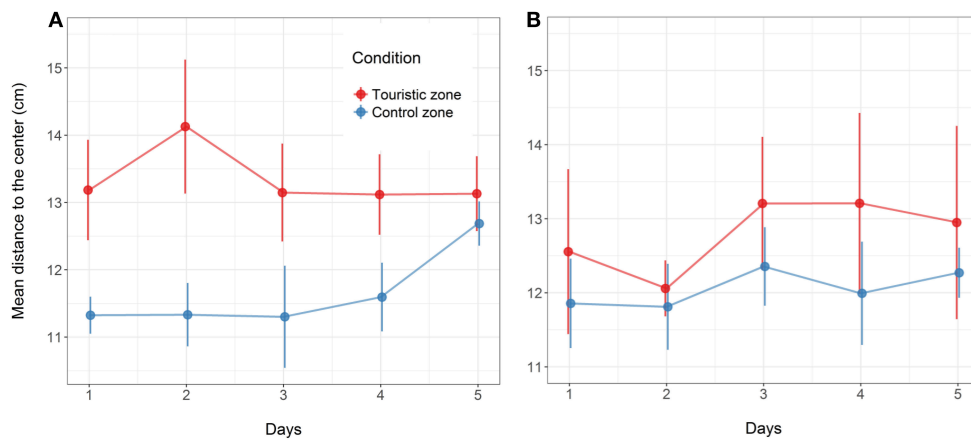 A
B
Mean distance to the center (cm)
15
14
13
12
11
Condition
Touristic zone
Control zone
1 2 3 4 5
Days
15
14
13
12
11
1 2 3 4 5
Days